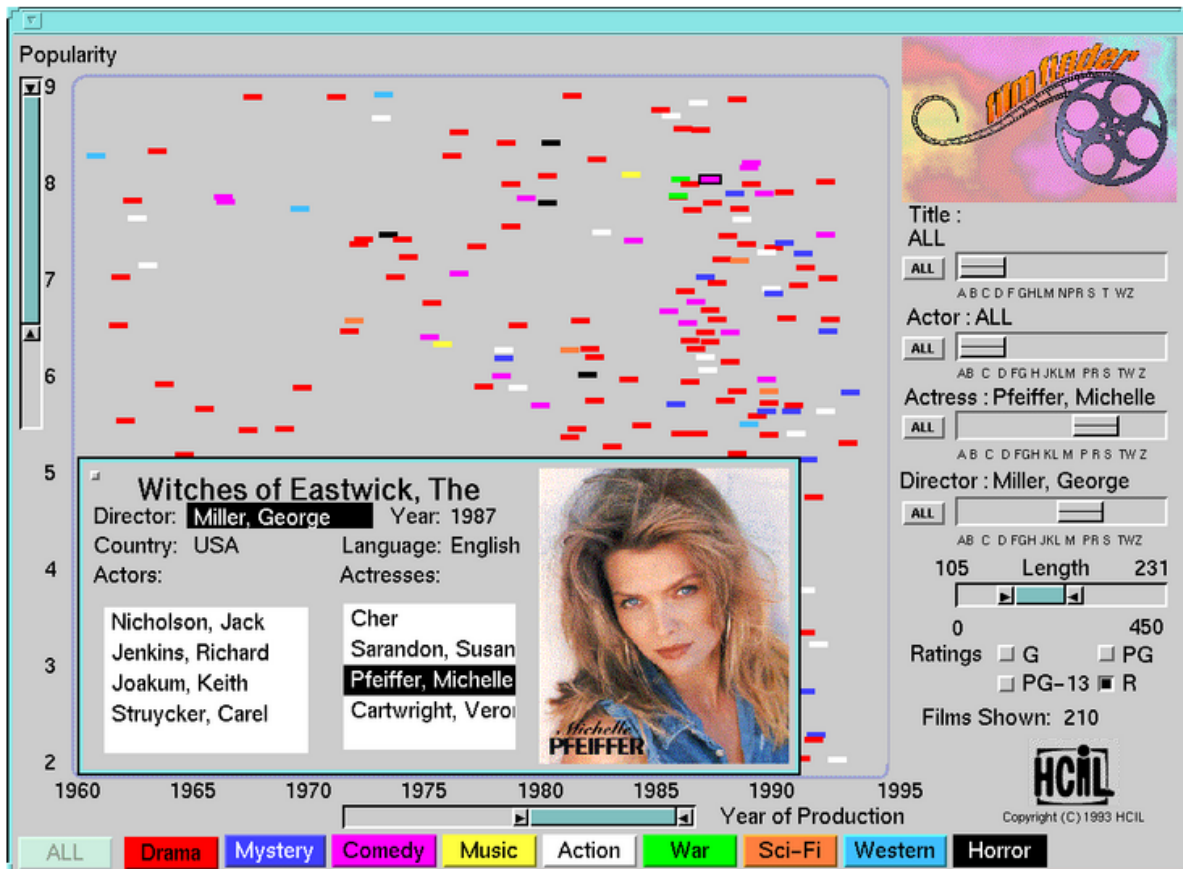 Popularity
film finder
9
8
7
6
5
4
3
2
1960 1965 1970 1975 1980 1985 1990 1995
Year of Production
Title :
ALL
ALL
A B C D F GHLM NPR S T WZ
Actor : ALL
ALL
AB C D FG H JKLM PR S TW Z
Actress : Pfeiffer, Michelle
ALL
A B C D FGH KL M PR S TW Z
Director : Miller, George
ALL
AB C D FGH JKL M PR S TWZ
105 Length 231
0 450
Ratings G PG
PG-13 R
Films Shown: 210
HCIL
Copyright (C) 1993 HCIL
Witches of Eastwick, The
Director: Miller, George Year: 1987
Country: USA Language: English
Actors: Actresses:
Nicholson, Jack
Jenkins, Richard
Joakum, Keith
Struycker, Carel
Cher
Sarandon, Susan
Pfeiffer, Michelle
Cartwright, Vero
Michelle
PFEIFFER
ALL Drama Mystery Comedy Music Action War Sci-Fi Western Horror